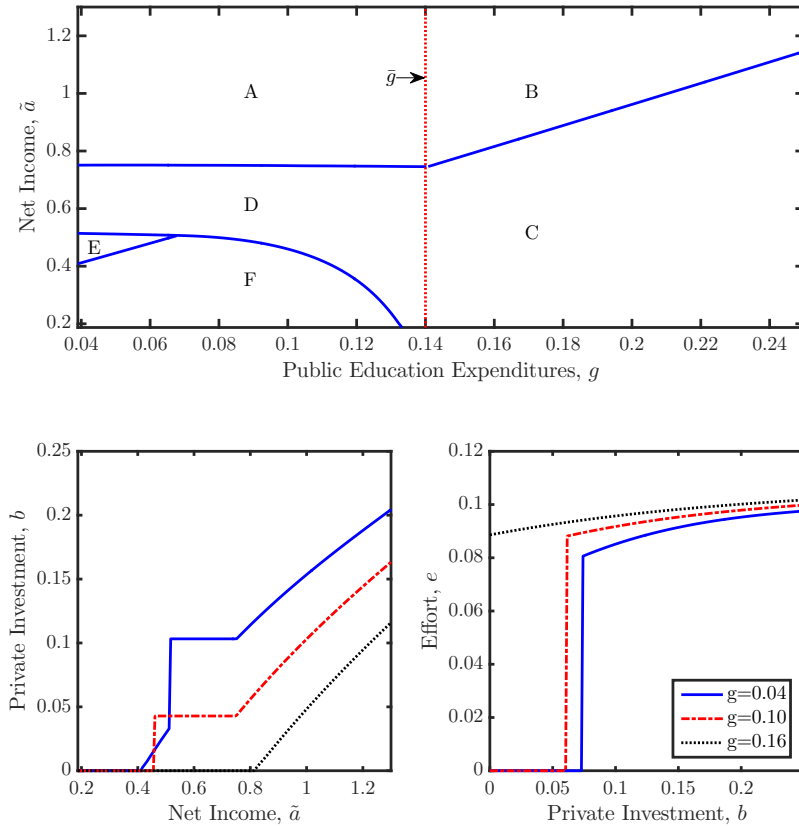 1.2
1
0.8
0.6
0.4
0.2
Net Income, ã
A
B
ḡ
D
C
E
F
0.04 0.06 0.08 0.1 0.12 0.14 0.16 0.18 0.2 0.22 0.24
Public Education Expenditures, g
0.25
0.2
0.15
0.1
0.05
0
Private Investment, b
0.2 0.4 0.6 0.8 1 1.2
Net Income, ã
0.12
0.1
0.08
0.06
0.04
0.02
0
Effort, e
g=0.04
g=0.10
g=0.16
0 0.05 0.1 0.15 0.2
Private Investment, b